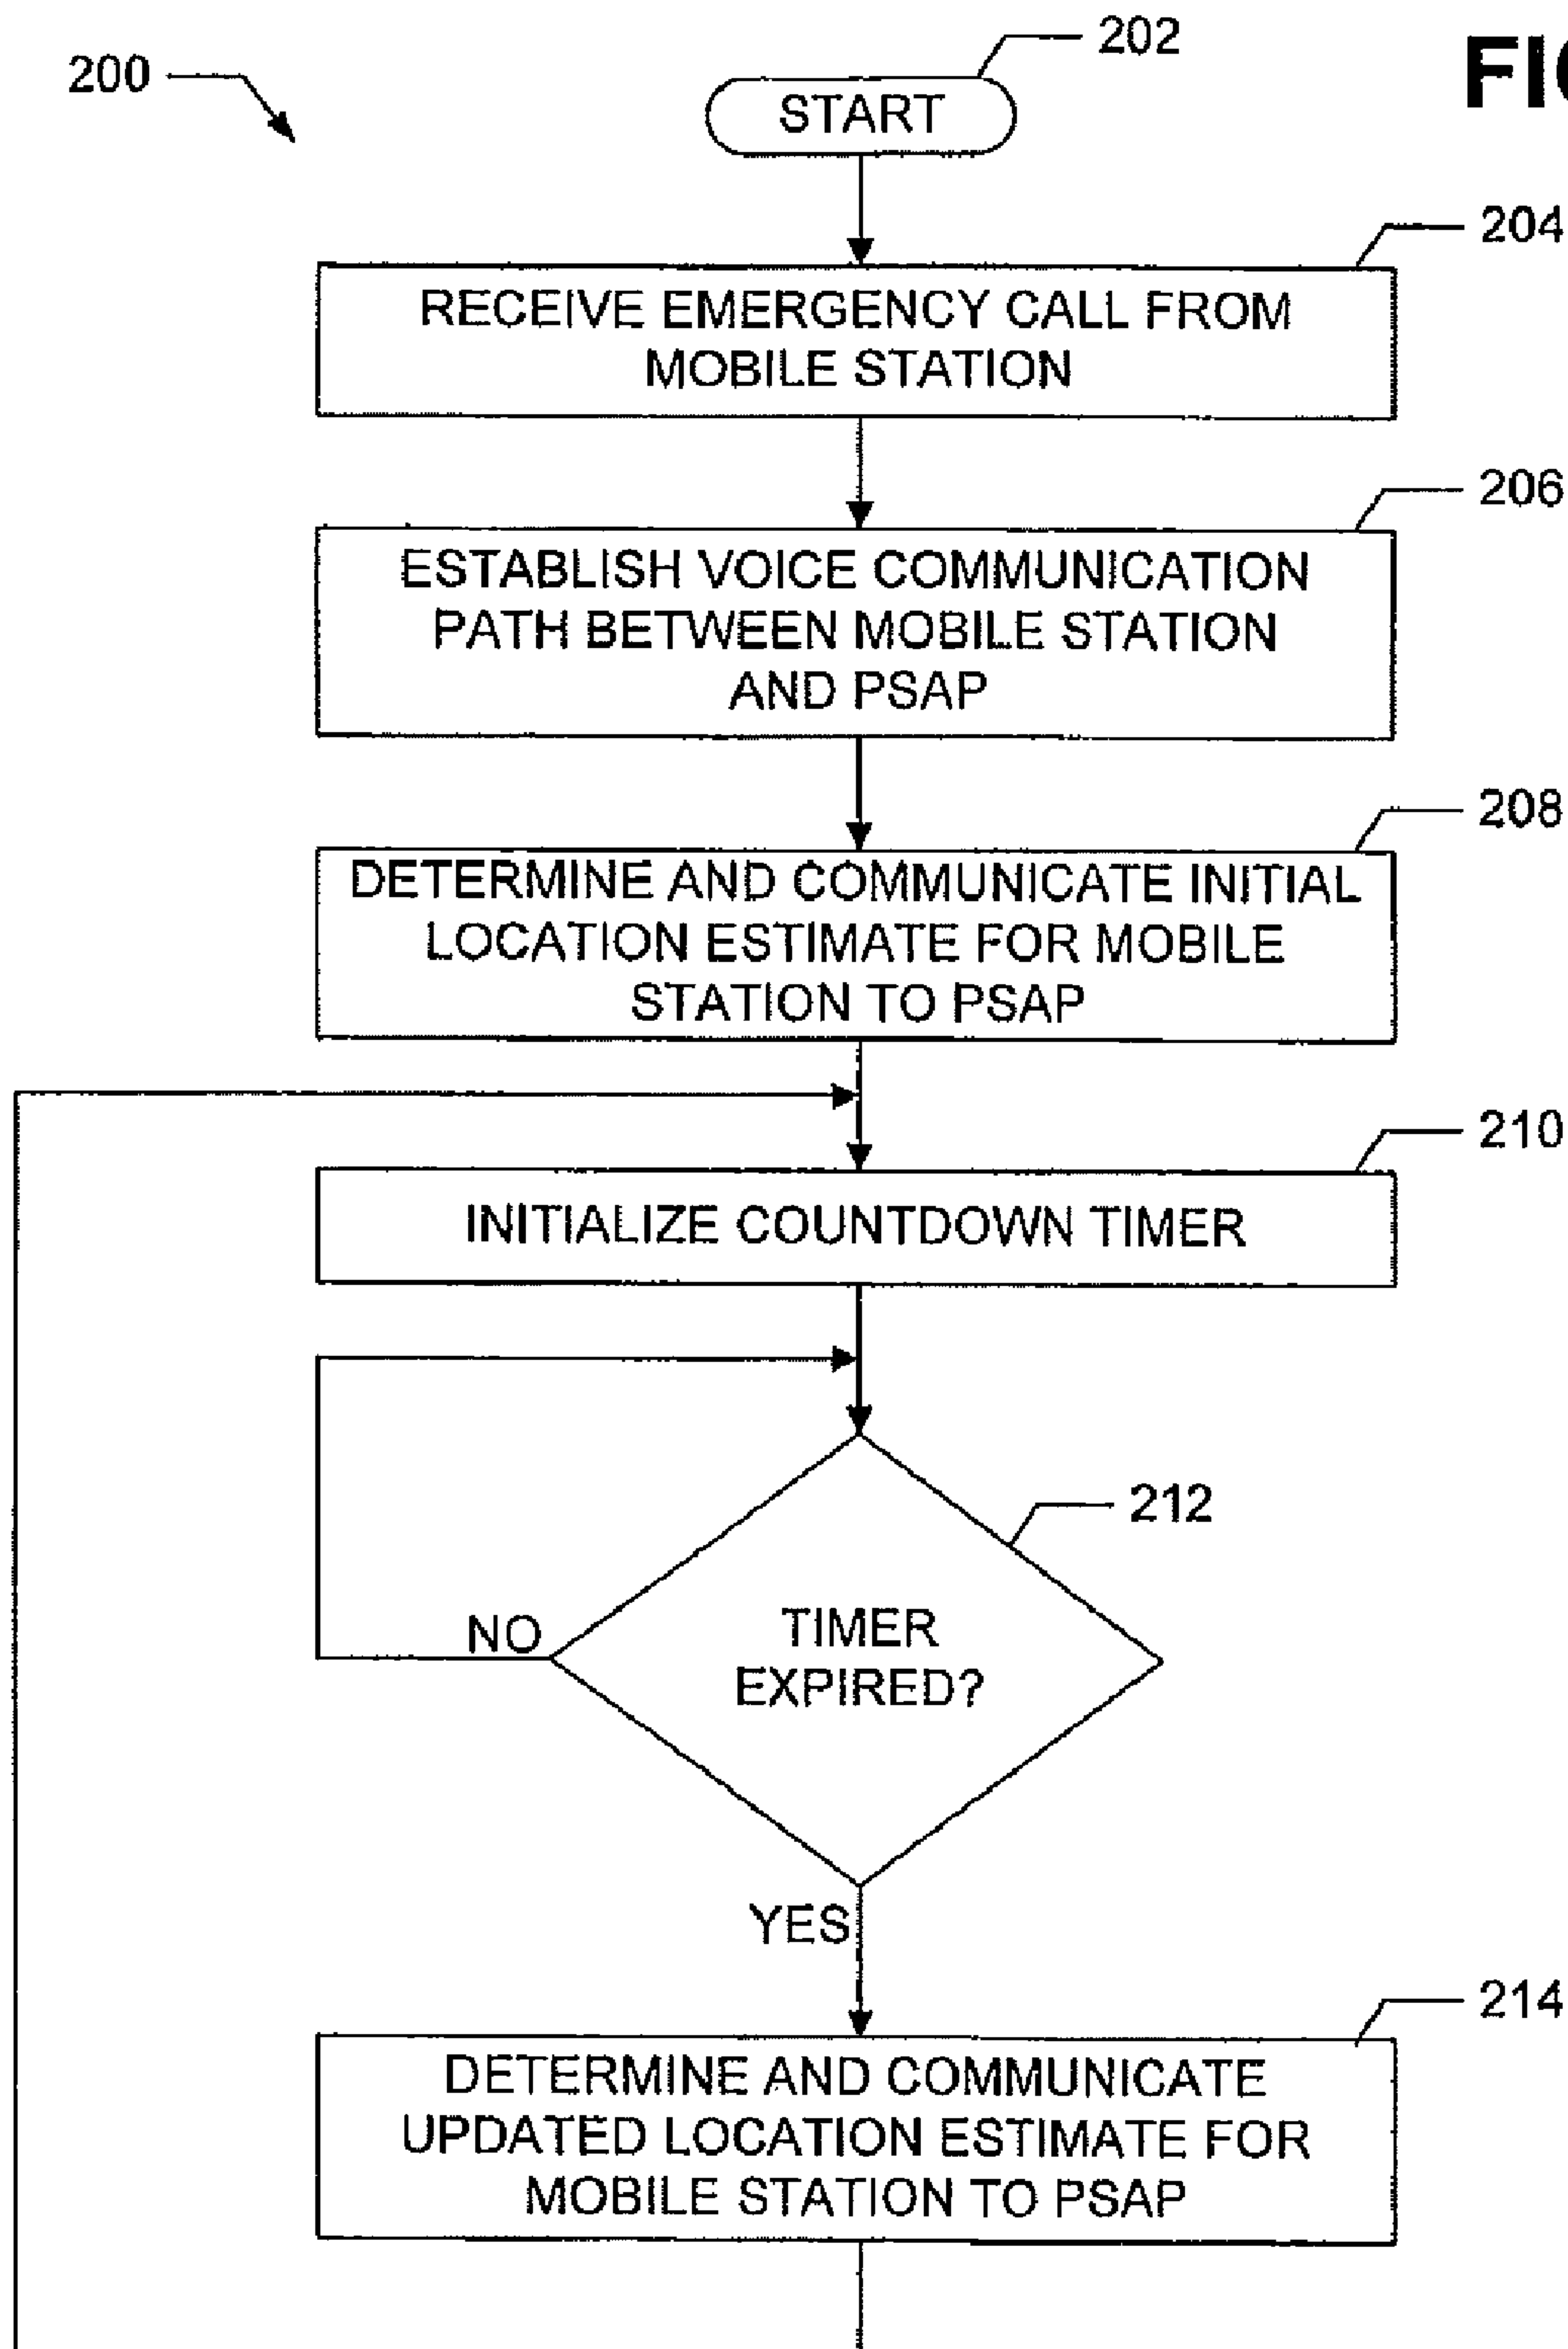 202
200
FIG
START
204
RECEIVE EMERGENCY CALL FROM
MOBILE STATION
206
ESTABLISH VOICE COMMUNICATION
PATH BETWEEN MOBILE STATION
AND PSAP
208
DETERMINE AND COMMUNICATE INITIAL
LOCATION ESTIMATE FOR MOBILE
STATION TO PSAP
210
INITIALIZE COUNTDOWN TIMER
212
NO
TIMER
EXPIRED?
YES
214
DETERMINE AND COMMUNICATE
UPDATED LOCATION ESTIMATE FOR
MOBILE STATION TO PSAP